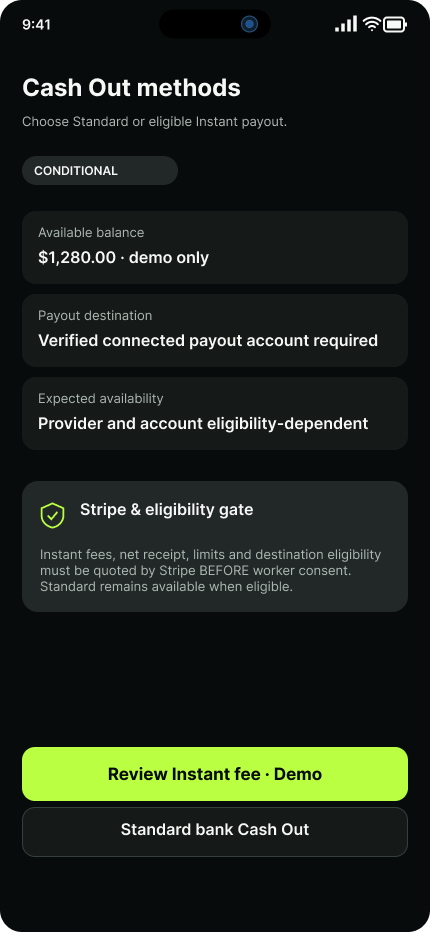 9:41
Cash Out methods
Choose Standard or eligible Instant payout.
CONDITIONAL
Available balance
$1,280.00 · demo only
Payout destination
Verified connected payout account required
Expected availability
Provider and account eligibility-dependent
Stripe & eligibility gate
Instant fees, net receipt, limits and destination eligibility
must be quoted by Stripe BEFORE worker consent.
Standard remains available when eligible.
Review Instant fee · Demo
Standard bank Cash Out